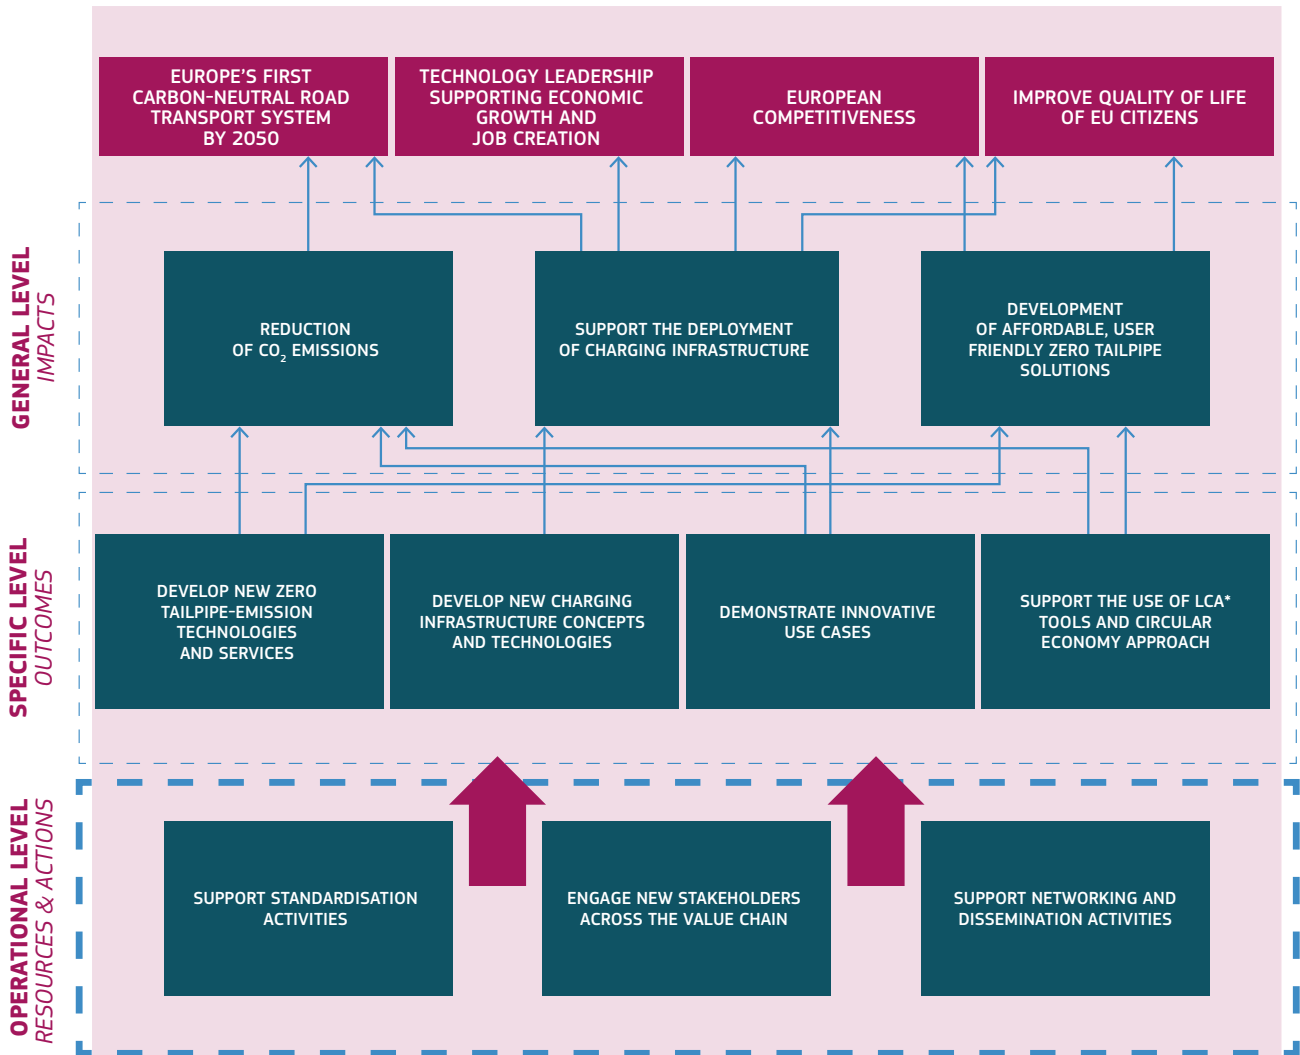 EUROPE'S FIRST
CARBON-NEUTRAL ROAD
TRANSPORT SYSTEM
BY 2050
TECHNOLOGY LEADERSHIP
SUPPORTING ECONOMIC
GROWTH AND
JOB CREATION
EUROPEAN
COMPETITIVENESS
IMPROVE QUALITY OF LIFE
OF EU CITIZENS
GENERAL LEVEL
IMPACTS
REDUCTION
OF CO₂ EMISSIONS
SUPPORT THE DEPLOYMENT
OF CHARGING INFRASTRUCTURE
DEVELOPMENT
OF AFFORDABLE, USER
FRIENDLY ZERO TAILPIPE
SOLUTIONS
SPECIFIC LEVEL
OUTCOMES
DEVELOP NEW ZERO
TAILPIPE-EMISSION
TECHNOLOGIES
AND SERVICES
DEVELOP NEW CHARGING
INFRASTRUCTURE CONCEPTS
AND TECHNOLOGIES
DEMONSTRATE INNOVATIVE
USE CASES
SUPPORT THE USE OF LCA*
TOOLS AND CIRCULAR
ECONOMY APPROACH
OPERATIONAL LEVEL
RESOURCES & ACTIONS
SUPPORT STANDARDISATION
ACTIVITIES
ENGAGE NEW STAKEHOLDERS
ACROSS THE VALUE CHAIN
SUPPORT NETWORKING AND
DISSEMINATION ACTIVITIES